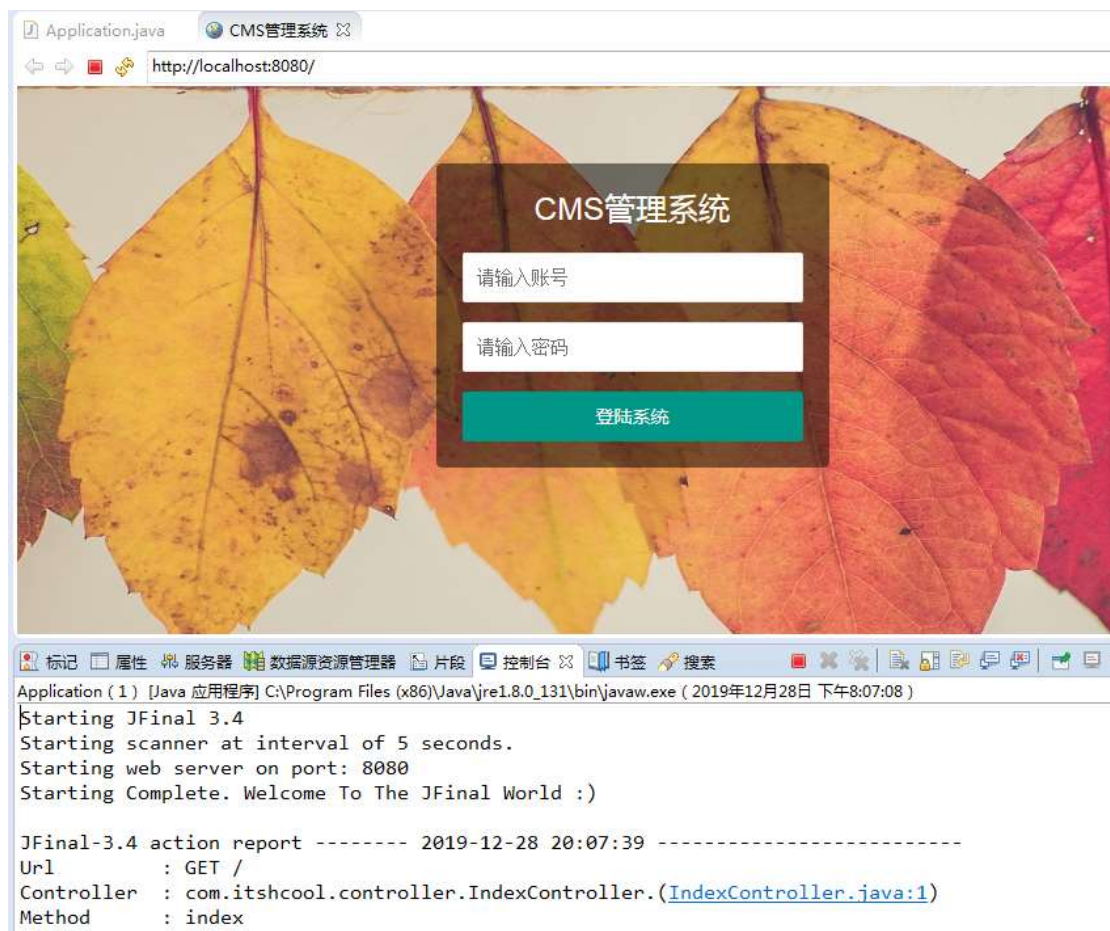 Application.java CMS管理系统
http://localhost:8080/
CMS管理系统
请输入账号
请输入密码
登陆系统
标记 属性 服务器 数据源资源管理器 片段 控制台 书签 搜索
Application（1）[Java 应用程序] C:\Program Files (x86)\Java\jre1.8.0_131\bin\javaw.exe（2019年12月28日 下午8:07:08）
Starting JFinal 3.4
Starting scanner at interval of 5 seconds.
Starting web server on port: 8080
Starting Complete. Welcome To The JFinal World :)
JFinal-3.4 action report -------- 2019-12-28 20:07:39 --------------------------
Url : GET /
Controller : com.itshcool.controller.IndexController.(IndexController.java:1)
Method : index